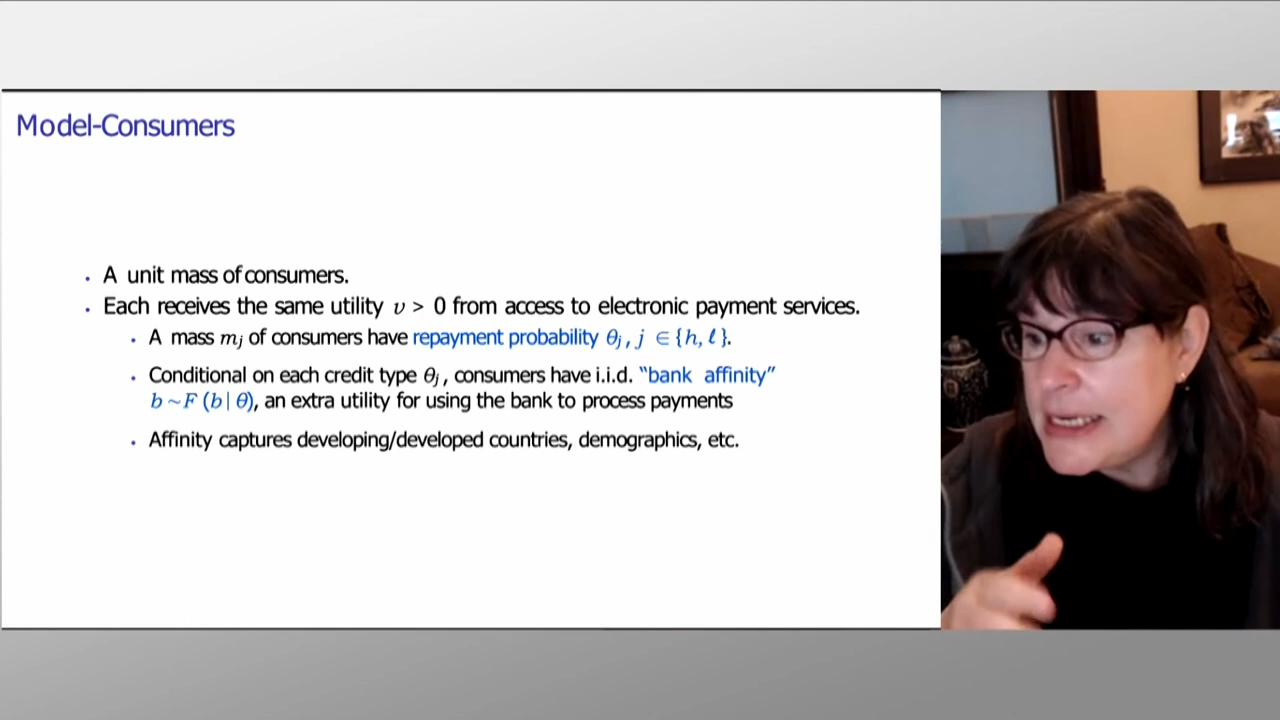 Model-Consumers
• A unit mass of consumers.
• Each receives the same utility v > 0 from access to electronic payment services.
• A mass mⱼ of consumers have repayment probability θⱼ, j ∈ {h, ℓ}.
• Conditional on each credit type θⱼ, consumers have i.i.d. “bank affinity”
b ~ F (b | θ), an extra utility for using the bank to process payments
• Affinity captures developing/developed countries, demographics, etc.